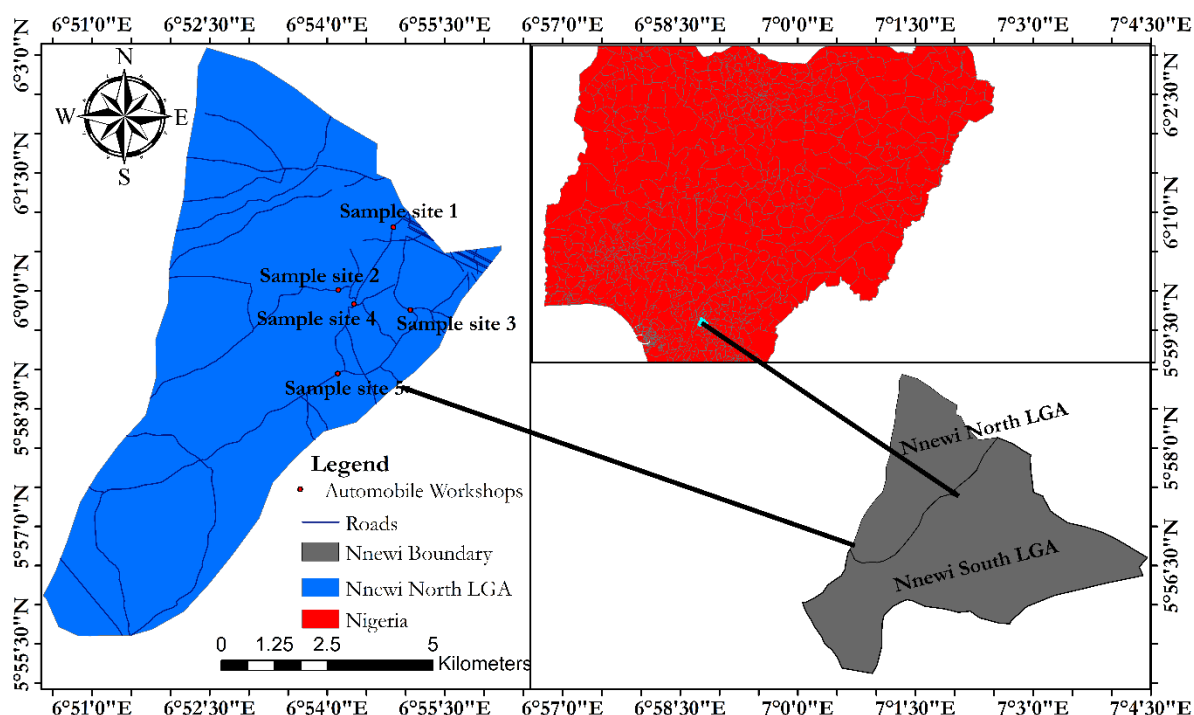 6°51'0"E 6°52'30"E 6°54'0"E 6°55'30"E 6°57'0"E 6°58'30"E 7°0'0"E 7°1'30"E 7°3'0"E 7°4'30"E
6°3'0"N
6°1'30"N
6°0'0"N
5°58'30"N
5°57'0"N
5°55'30"N
N
W E
S
Sample site 1
Sample site 2
Sample site 4
Sample site 3
Sample site 5
Legend
Automobile Workshops
Roads
Nnewi Boundary
Nnewi North LGA
Nigeria
0 1.25 2.5 5
Kilometers
Nnewi North LGA
Nnewi South LGA
6°2'30"N
6°1'0"N
5°59'30"N
5°58'0"N
5°56'30"N
6°51'0"E 6°52'30"E 6°54'0"E 6°55'30"E 6°57'0"E 6°58'30"E 7°0'0"E 7°1'30"E 7°3'0"E 7°4'30"E